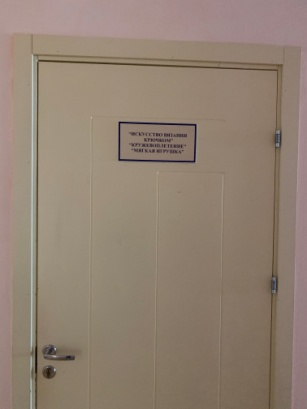 "ИСКУССТВО ВЯЗАНИЯ
КРЮЧКОМ"
"КРУЖЕВОПЛЕТЕНИЕ"
"МЯГКАЯ ИГРУШКА"